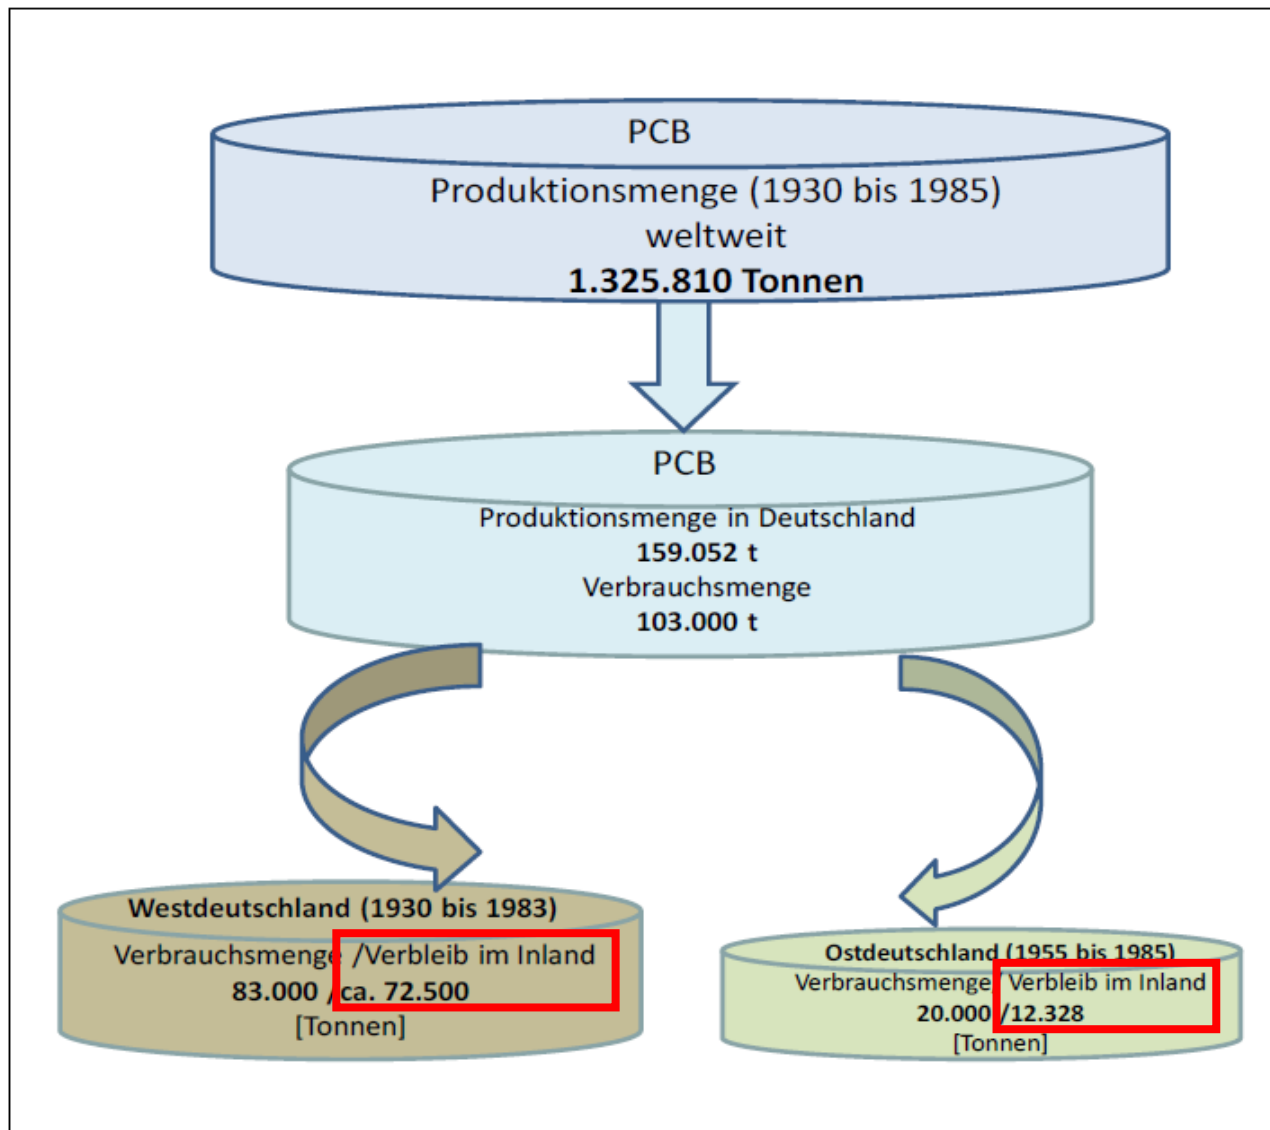 PCB
Produktionsmenge (1930 bis 1985)
weltweit
1.325.810 Tonnen
PCB
Produktionsmenge in Deutschland
159.052 t
Verbrauchsmenge
103.000 t
Westdeutschland (1930 bis 1983)
Verbrauchsmenge /Verbleib im Inland
83.000 /ca. 72.500
[Tonnen]
Ostdeutschland (1955 bis 1985)
Verbrauchsmenge/ Verbleib im Inland
20.000 /12.328
[Tonnen]